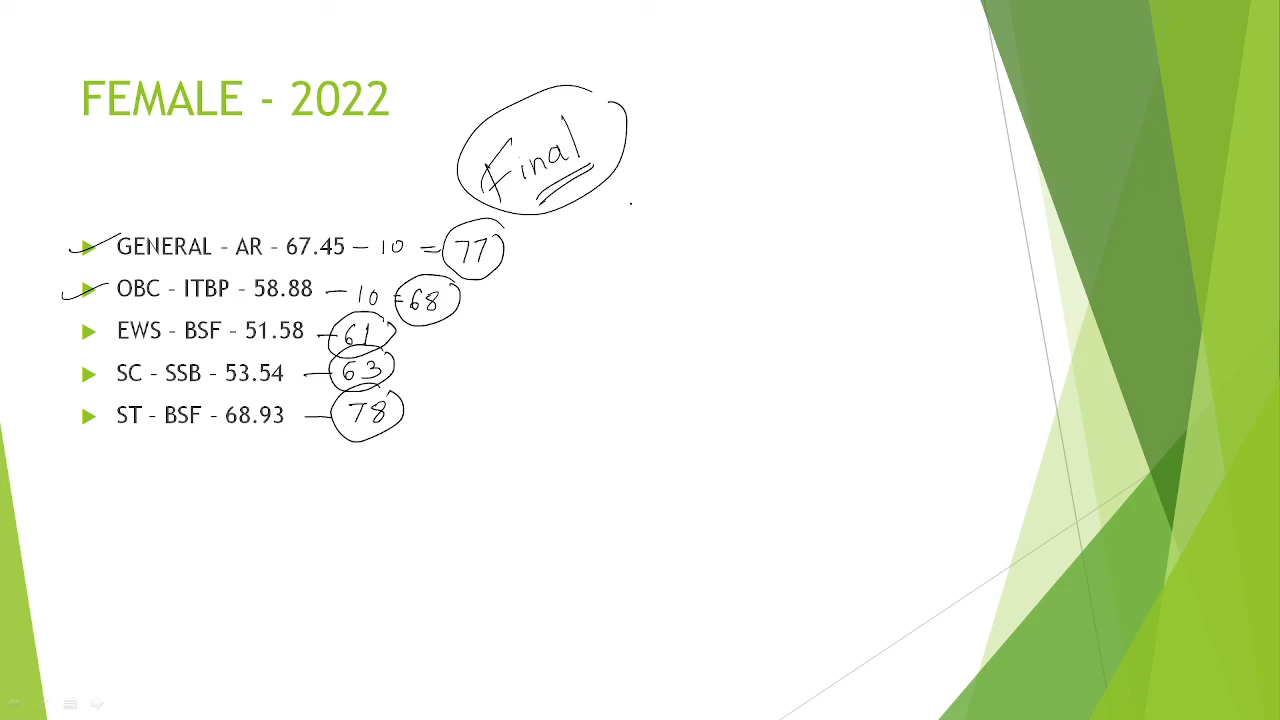 FEMALE - 2022
Final
GENERAL - AR - 67.45 - 10 = 77
OBC - ITBP - 58.88 - 10 = 68
EWS - BSF - 51.58 - 61
SC - SSB - 53.54 - 63
ST - BSF - 68.93 - 78